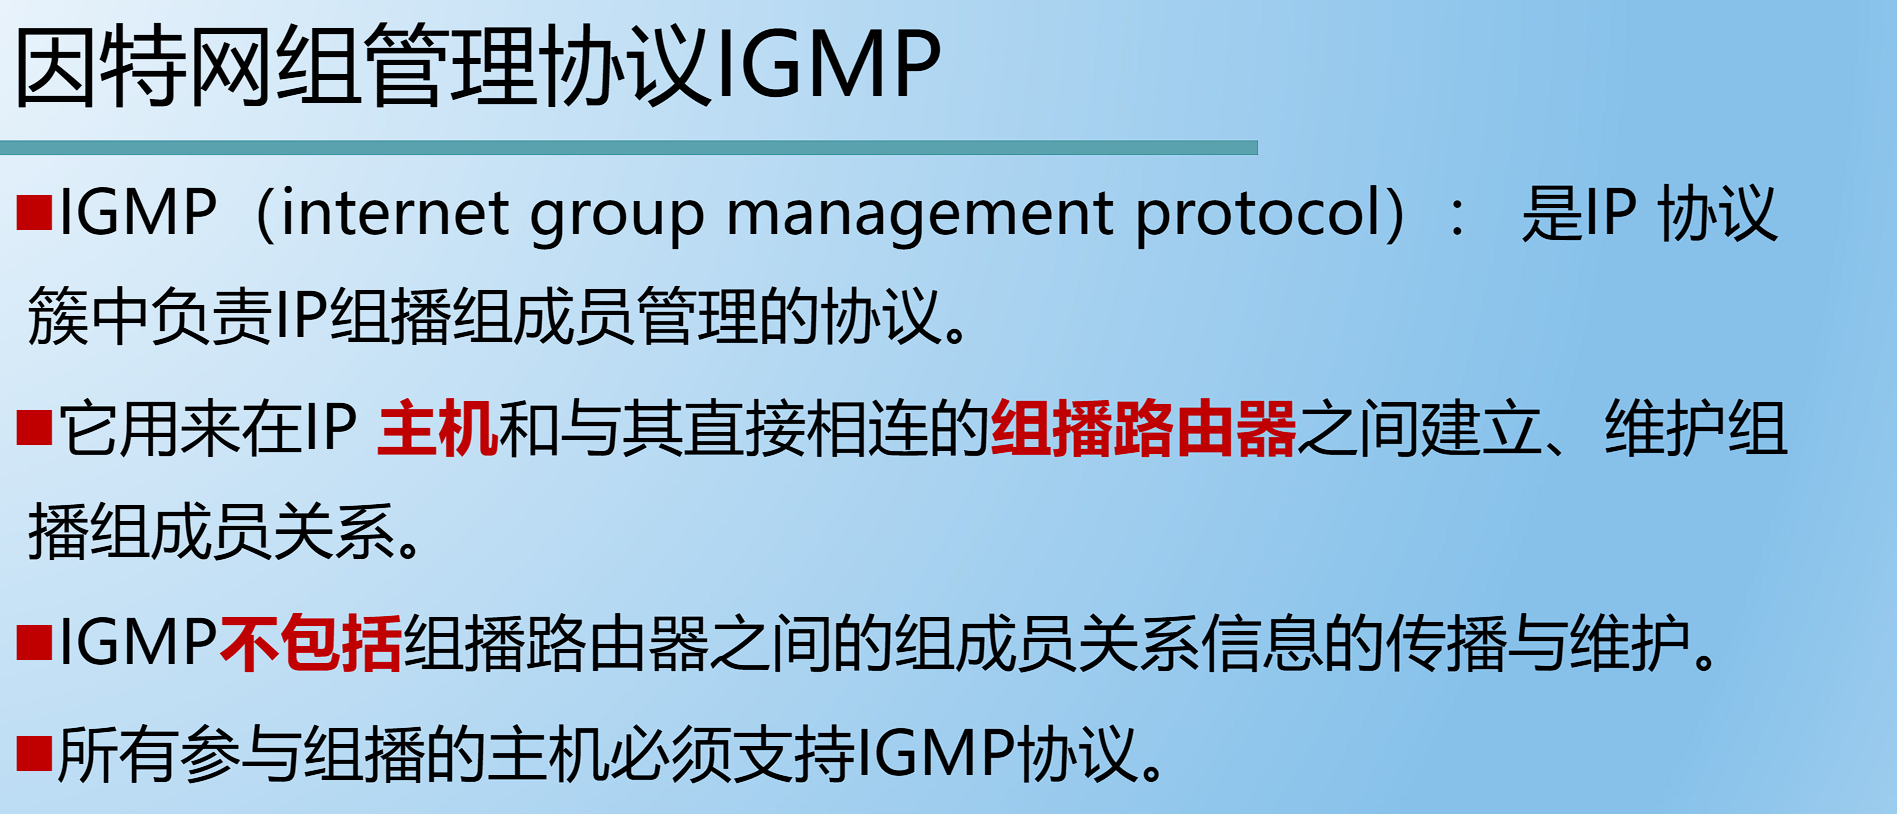 因特网组管理协议IGMP
■IGMP（internet group management protocol）： 是IP 协议
簇中负责IP组播组成员管理的协议。
■它用来在IP 主机和与其直接相连的组播路由器之间建立、维护组
播组成员关系。
■IGMP不包括组播路由器之间的组成员关系信息的传播与维护。
■所有参与组播的主机必须支持IGMP协议。